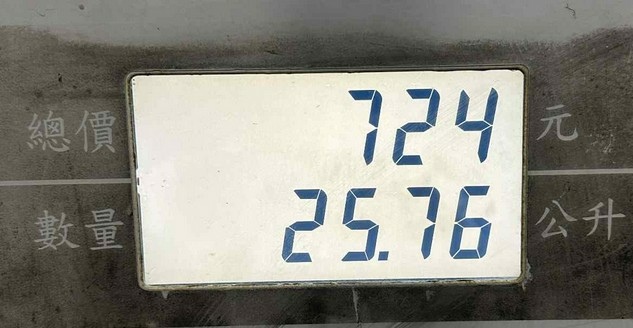 總價 724 元
數量 25.76 公升